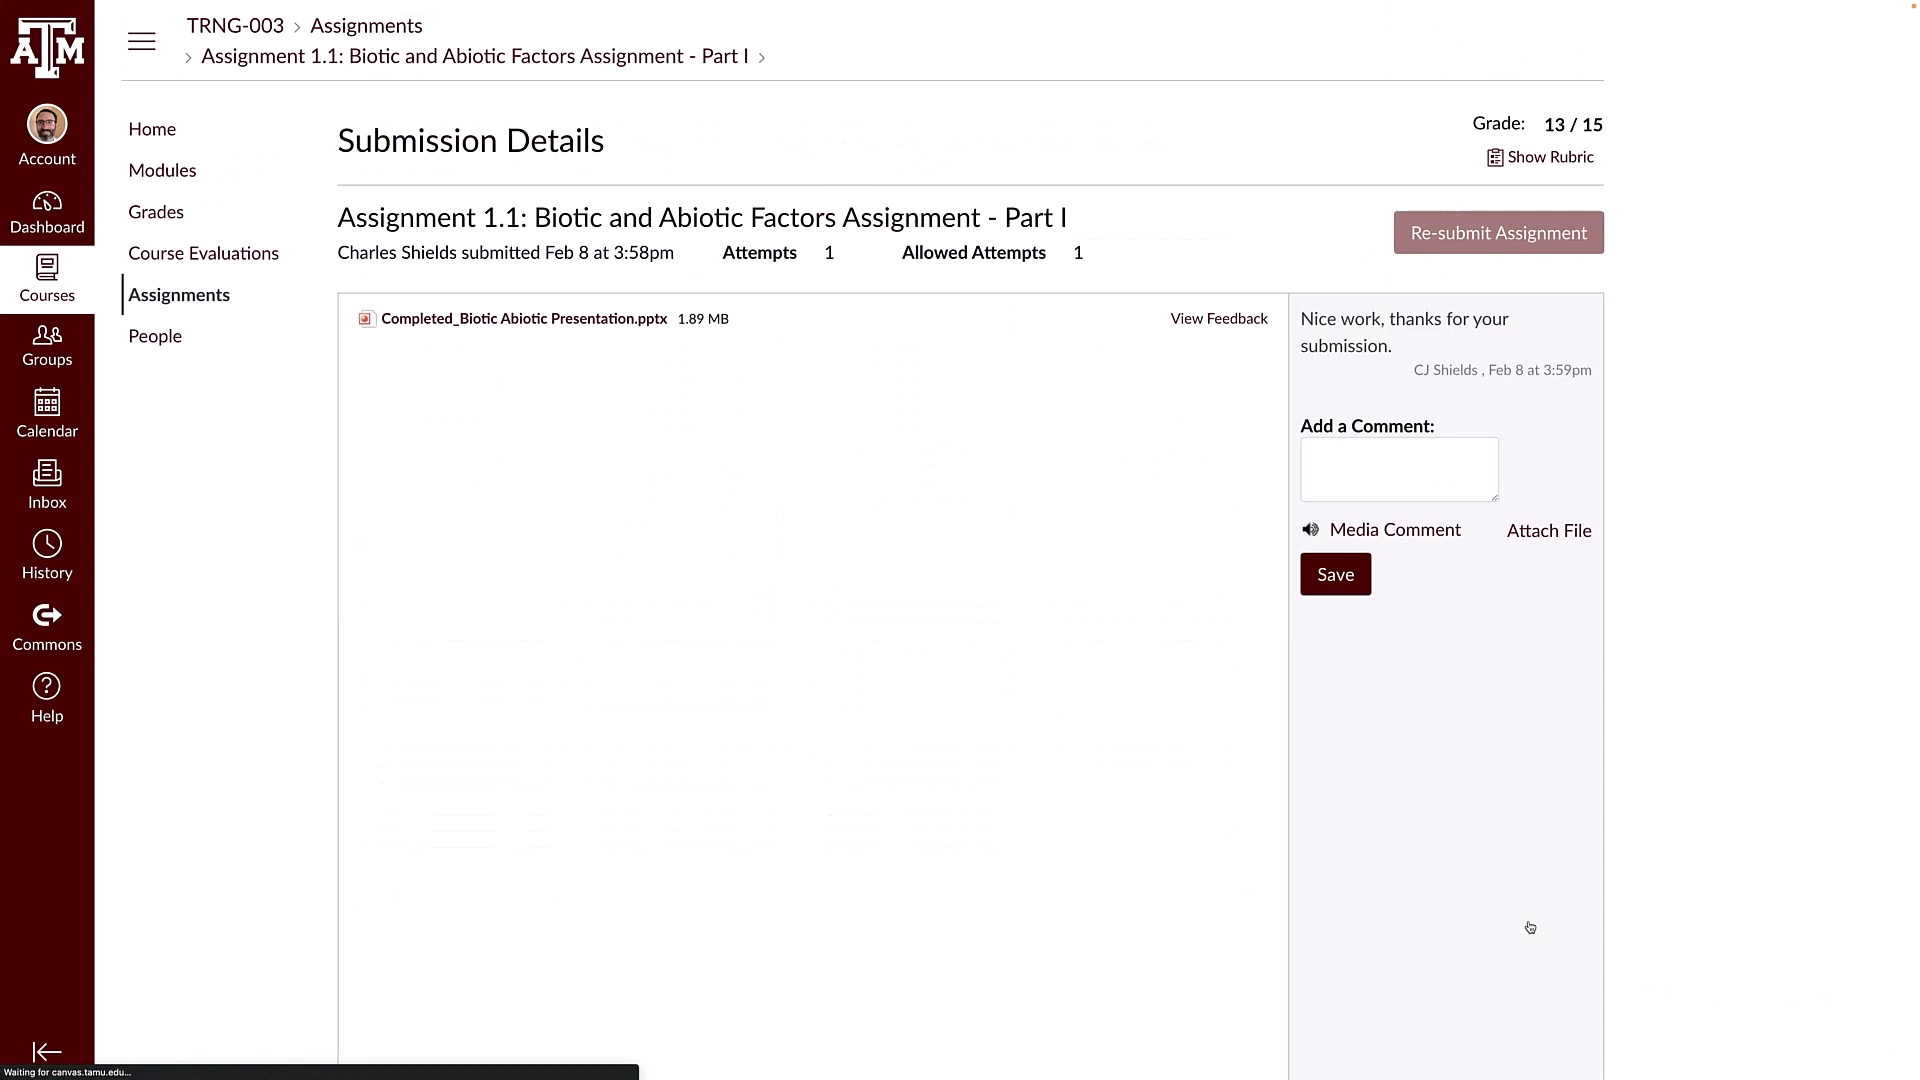 TRNG-003 › Assignments
› Assignment 1.1: Biotic and Abiotic Factors Assignment - Part I ›
ATM
Account
Dashboard
Courses
Groups
Calendar
Inbox
History
Commons
Help
Home
Modules
Grades
Course Evaluations
Assignments
People
Submission Details
Grade: 13 / 15
Show Rubric
Assignment 1.1: Biotic and Abiotic Factors Assignment - Part I
Charles Shields submitted Feb 8 at 3:58pm Attempts 1 Allowed Attempts 1
Re-submit Assignment
Completed_Biotic Abiotic Presentation.pptx 1.89 MB View Feedback
Nice work, thanks for your
submission.
CJ Shields , Feb 8 at 3:59pm
Add a Comment:
Media Comment Attach File
Save
Waiting for canvas.tamu.edu...